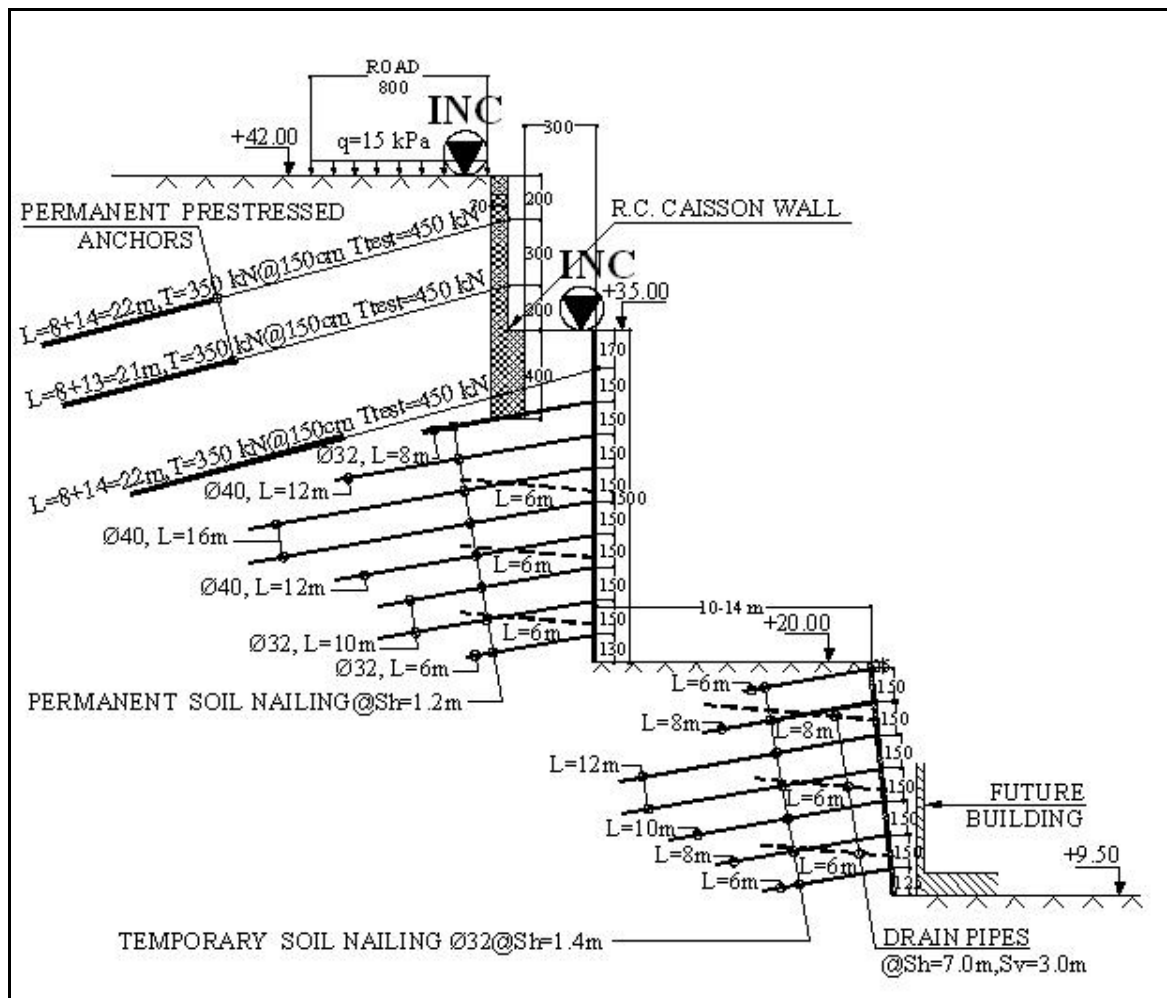 ROAD
800
INC
300
+42.00
q=15 kPa
PERMANENT PRESTRESSED
ANCHORS
70
200
R.C. CAISSON WALL
L=8+14=22m,T=350 kN@150cm Ttest=450 kN
300
INC
+35.00
L=8+13=21m,T=350 kN@150cm Ttest=450 kN
200
170
400
150
L=8+14=22m,T=350 kN@150cm Ttest=450 kN
150
Ø32, L=8m
150
Ø40, L=12m
150
L=6m
1500
Ø40, L=16m
150
150
L=6m
Ø40, L=12m
150
10-14 m
150
Ø32, L=10m
L=6m
+20.00
130
Ø32, L=6m
PERMANENT SOIL NAILING@Sh=1.2m
L=6m
150
L=8m
L=8m
150
L=12m
150
150
L=6m
FUTURE
BUILDING
L=10m
150
L=8m
L=6m
150
+9.50
L=6m
TEMPORARY SOIL NAILING Ø32@Sh=1.4m
DRAIN PIPES
@Sh=7.0m,Sv=3.0m